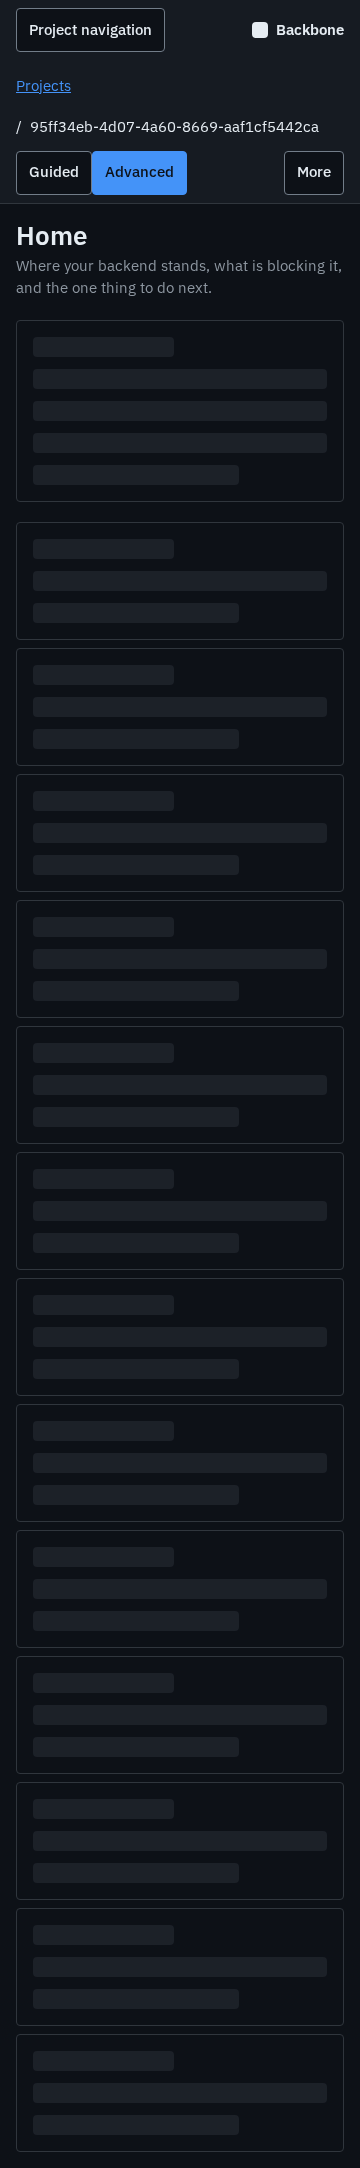 Project navigation
Backbone
Projects
/ 95ff34eb-4d07-4a60-8669-aaf1cf5442ca
Guided
Advanced
More
Home
Where your backend stands, what is blocking it,
and the one thing to do next.